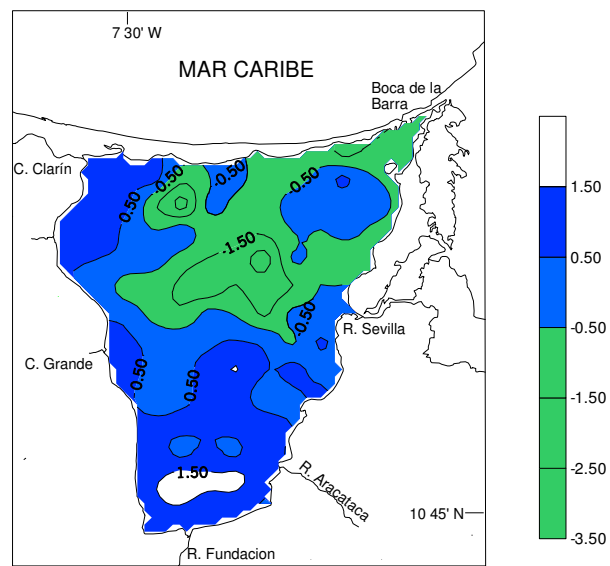 7 30' W
MAR CARIBE
Boca de la
Barra
C. Clarín
-0.50
-0.50
-0.50
0.50
-1.50
-0.50
R. Sevilla
C. Grande
0.50
0.50
1.50
R. Aracataca
10 45' N
R. Fundacion
1.50
0.50
-0.50
-1.50
-2.50
-3.50